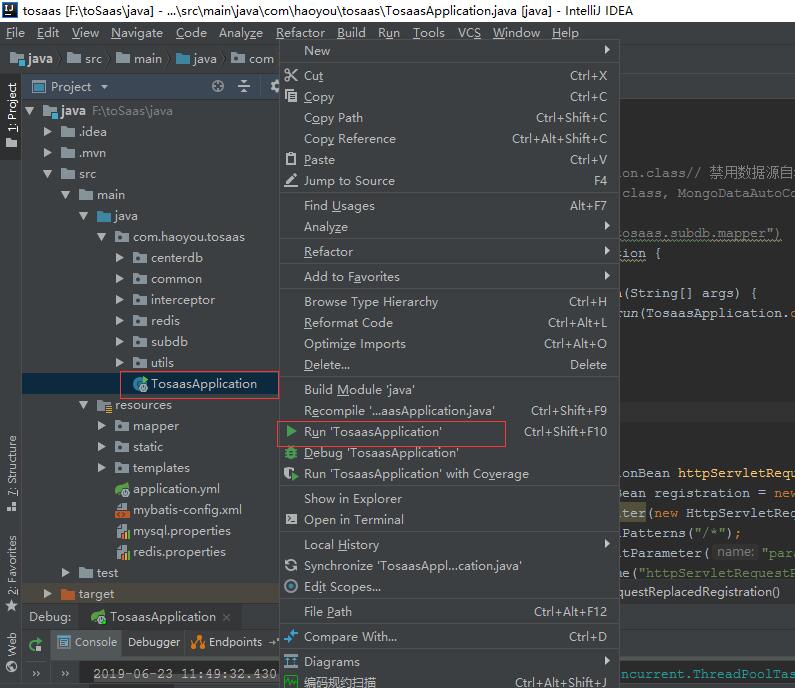 tosaas [F:\toSaas\java] - ...\src\main\java\com\haoyou\tosaas\TosaasApplication.java [java] - IntelliJ IDEA
File Edit View Navigate Code Analyze Refactor Build Run Tools VCS Window Help
java src main java com
1: Project
Project
java F:\toSaas\java
.idea
.mvn
src
main
java
com.haoyou.tosaas
centerdb
common
interceptor
redis
subdb
utils
TosaasApplication
resources
mapper
static
templates
application.yml
mybatis-config.xml
mysql.properties
redis.properties
test
target
7: Structure
2: Favorites
Web
New
Cut Ctrl+X
Copy Ctrl+C
Copy Path Ctrl+Shift+C
Copy Reference Ctrl+Alt+Shift+C
Paste Ctrl+V
Jump to Source F4
Find Usages Alt+F7
Analyze
Refactor
Add to Favorites
Browse Type Hierarchy Ctrl+H
Reformat Code Ctrl+Alt+L
Optimize Imports Ctrl+Alt+O
Delete... Delete
Build Module 'java'
Recompile '...aasApplication.java' Ctrl+Shift+F9
Run 'TosaasApplication' Ctrl+Shift+F10
Debug 'TosaasApplication'
Run 'TosaasApplication' with Coverage
Show in Explorer
Open in Terminal
Local History
Synchronize 'TosaasAppl...cation.java'
Edit Scopes...
File Path Ctrl+Alt+F12
Compare With... Ctrl+D
Diagrams
编码规约扫描 Ctrl+Alt+Shift+J
ion.class// 禁用数据源自
class, MongoDataAutoCo
tosaas.subdb.mapper")
tion {
(String[] args) {
run(TosaasApplication.
ionBean httpServletRequ
Bean registration = new
ter(new HttpServletReq
Patterns("/*");
tParameter( name: "par
me("httpServletRequestR
questReplacedRegistration()
Debug: TosaasApplication
Console Debugger Endpoints
2019-06-23 11:49:32.430
oncurrent.ThreadPoolTas